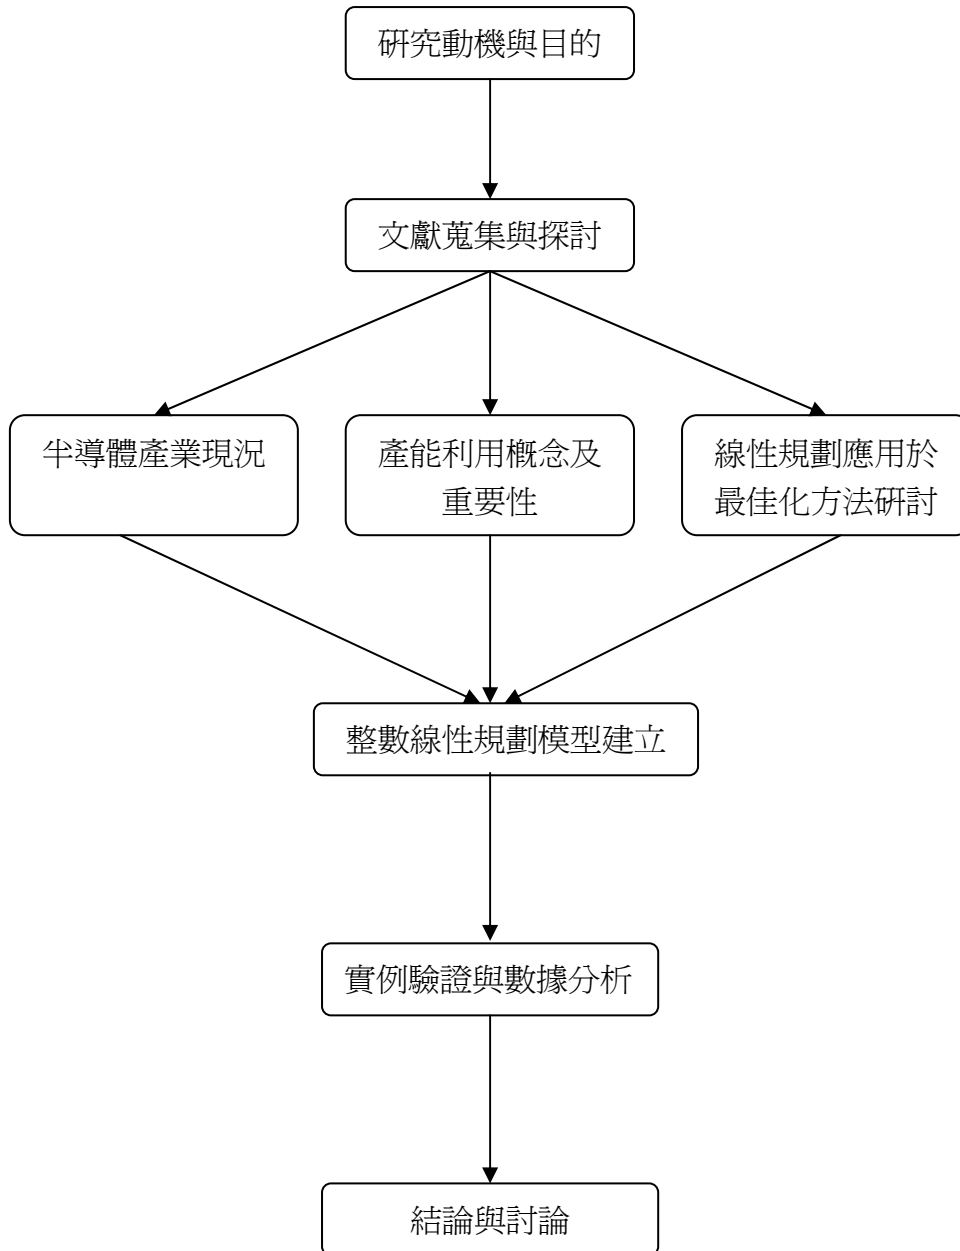 研究動機與目的
文獻蒐集與探討
半導體產業現況
產能利用概念及
重要性
線性規劃應用於
最佳化方法研討
整數線性規劃模型建立
實例驗證與數據分析
結論與討論